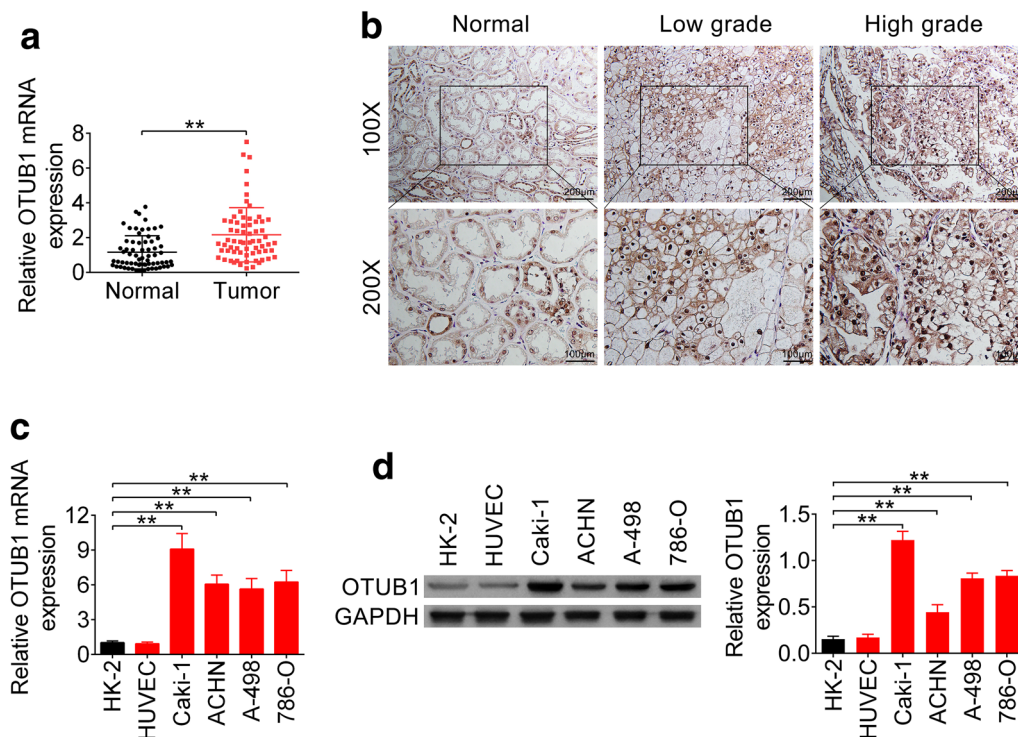 a
Relative OTUB1 mRNA
expression
8
6
4
2
0
**
Normal
Tumor
b
Normal
Low grade
High grade
100X
200µm
200µm
200µm
200X
100µm
100µm
100µm
c
Relative OTUB1 mRNA
expression
12
9
6
3
0
**
**
**
**
HK-2
HUVEC
Caki-1
ACHN
A-498
786-O
d
HK-2
HUVEC
Caki-1
ACHN
A-498
786-O
OTUB1
GAPDH
Relative OTUB1
expression
1.5
1.0
0.5
0.0
**
**
**
**
HK-2
HUVEC
Caki-1
ACHN
A-498
786-O